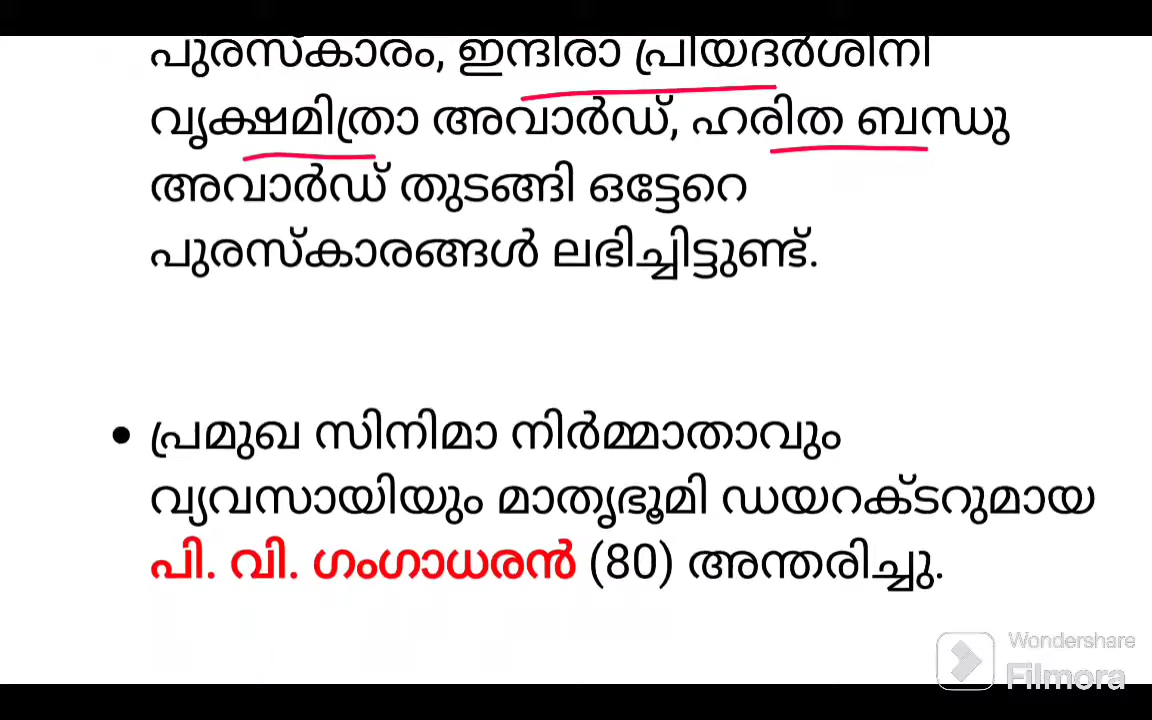 പുരസ്കാരം, ഇന്ദിരാ പ്രിയദർശിനി
വൃക്ഷമിത്രാ അവാർഡ്, ഹരിത ബന്ധു
അവാർഡ് തുടങ്ങി ഒട്ടേറെ
പുരസ്കാരങ്ങൾ ലഭിച്ചിട്ടുണ്ട്.
• പ്രമുഖ സിനിമാ നിർമ്മാതാവും
വ്യവസായിയും മാതൃഭൂമി ഡയറക്ടറുമായ
പി. വി. ഗംഗാധരൻ (80) അന്തരിച്ചു.
Wondershare
Filmora